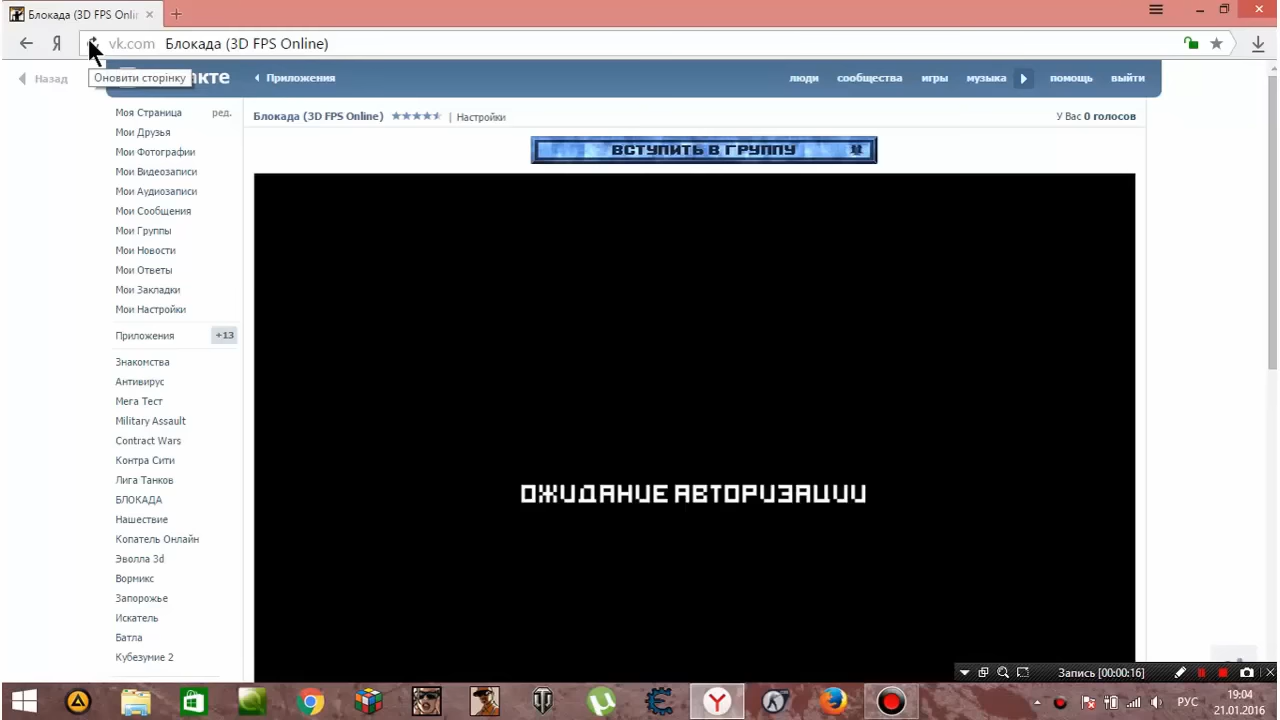 Блокада (3D FPS Onli
Я vk.com Блокада (3D FPS Online)
Назад
Оновити сторінку
кте
Приложения
люди сообщества игры музыка помощь выйти
Моя Страница ред.
Мои Друзья
Мои Фотографии
Мои Видеозаписи
Мои Аудиозаписи
Мои Сообщения
Мои Группы
Мои Новости
Мои Ответы
Мои Закладки
Мои Настройки
Приложения +13
Знакомства
Антивирус
Мега Тест
Military Assault
Contract Wars
Контра Сити
Лига Танков
БЛОКАДА
Нашествие
Копатель Онлайн
Эволла 3d
Вормикс
Запорожье
Искатель
Батла
Кубезумие 2
Блокада (3D FPS Online) | Настройки
У Вас 0 голосов
ВСТУПИТЬ В ГРУППУ
ОЖИДАНИЕ АВТОРИЗАЦИИ
Запись [00:00:16]
РУС
19:04
21.01.2016